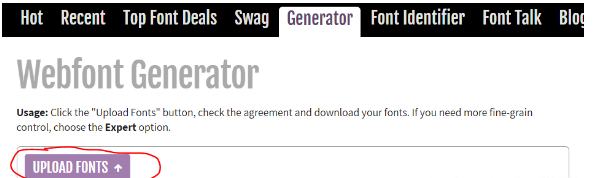 Hot Recent Top Font Deals Swag Generator Font Identifier Font Talk Blog
Webfont Generator
Usage: Click the "Upload Fonts" button, check the agreement and download your fonts. If you need more fine-grain
control, choose the Expert option.
UPLOAD FONTS ↑